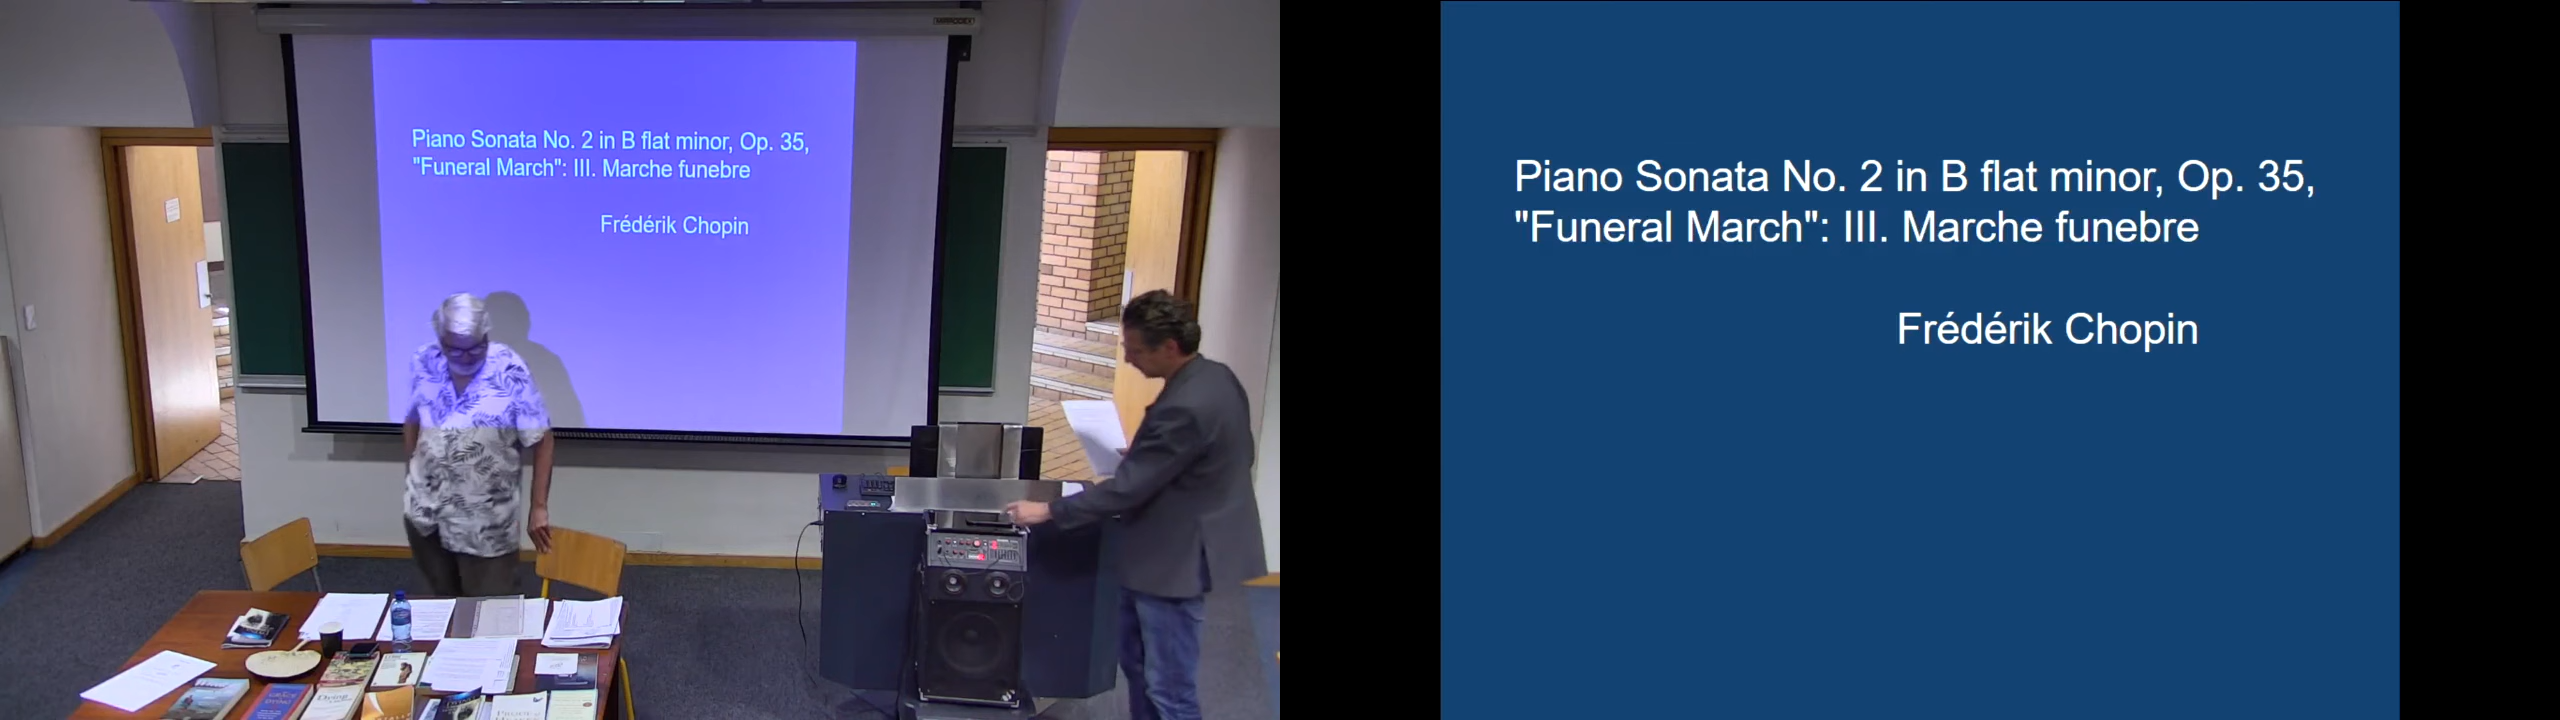 Piano Sonata No. 2 in B flat minor, Op. 35,
"Funeral March": III. Marche funebre
Frédérik Chopin
Piano Sonata No. 2 in B flat minor, Op. 35,
"Funeral March": III. Marche funebre
Frédérik Chopin